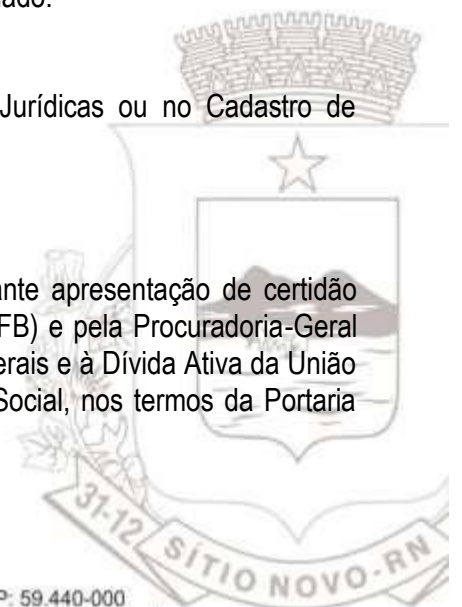 ado.
Jurídicas ou no Cadastro de
ante apresentação de certidão
FB) e pela Procuradoria-Geral
erais e à Dívida Ativa da União
Social, nos termos da Portaria
31-12 SÍTIO NOVO-RN
P: 59.440-000